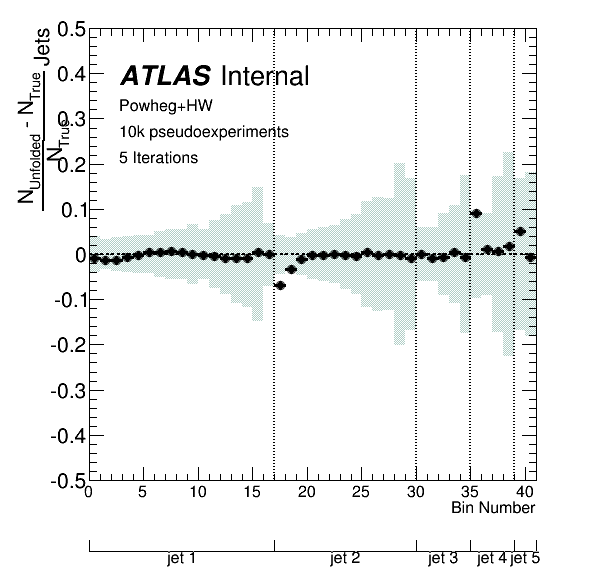 N_Unfolded - N_True
N_True
Jets
0.5
0.4
0.3
0.2
0.1
0
-0.1
-0.2
-0.3
-0.4
-0.5
ATLAS Internal
Powheg+HW
10k pseudoexperiments
5 Iterations
0 5 10 15 20 25 30 35 40
Bin Number
jet 1 jet 2 jet 3 jet 4 jet 5